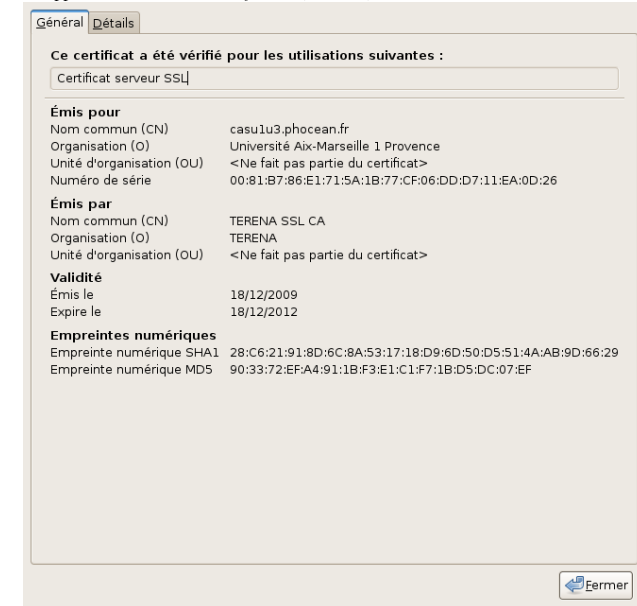 Général Détails
Ce certificat a été vérifié pour les utilisations suivantes :
Certificat serveur SSL
Émis pour
Nom commun (CN) casu1u3.phocean.fr
Organisation (O) Université Aix-Marseille 1 Provence
Unité d'organisation (OU) <Ne fait pas partie du certificat>
Numéro de série 00:81:B7:86:E1:71:5A:1B:77:CF:06:DD:D7:11:EA:0D:26
Émis par
Nom commun (CN) TERENA SSL CA
Organisation (O) TERENA
Unité d'organisation (OU) <Ne fait pas partie du certificat>
Validité
Émis le 18/12/2009
Expire le 18/12/2012
Empreintes numériques
Empreinte numérique SHA1 28:C6:21:91:8D:6C:8A:53:17:18:D9:6D:50:D5:51:4A:AB:9D:66:29
Empreinte numérique MD5 90:33:72:EF:A4:91:1B:F3:E1:C1:F7:1B:D5:DC:07:EF
Fermer